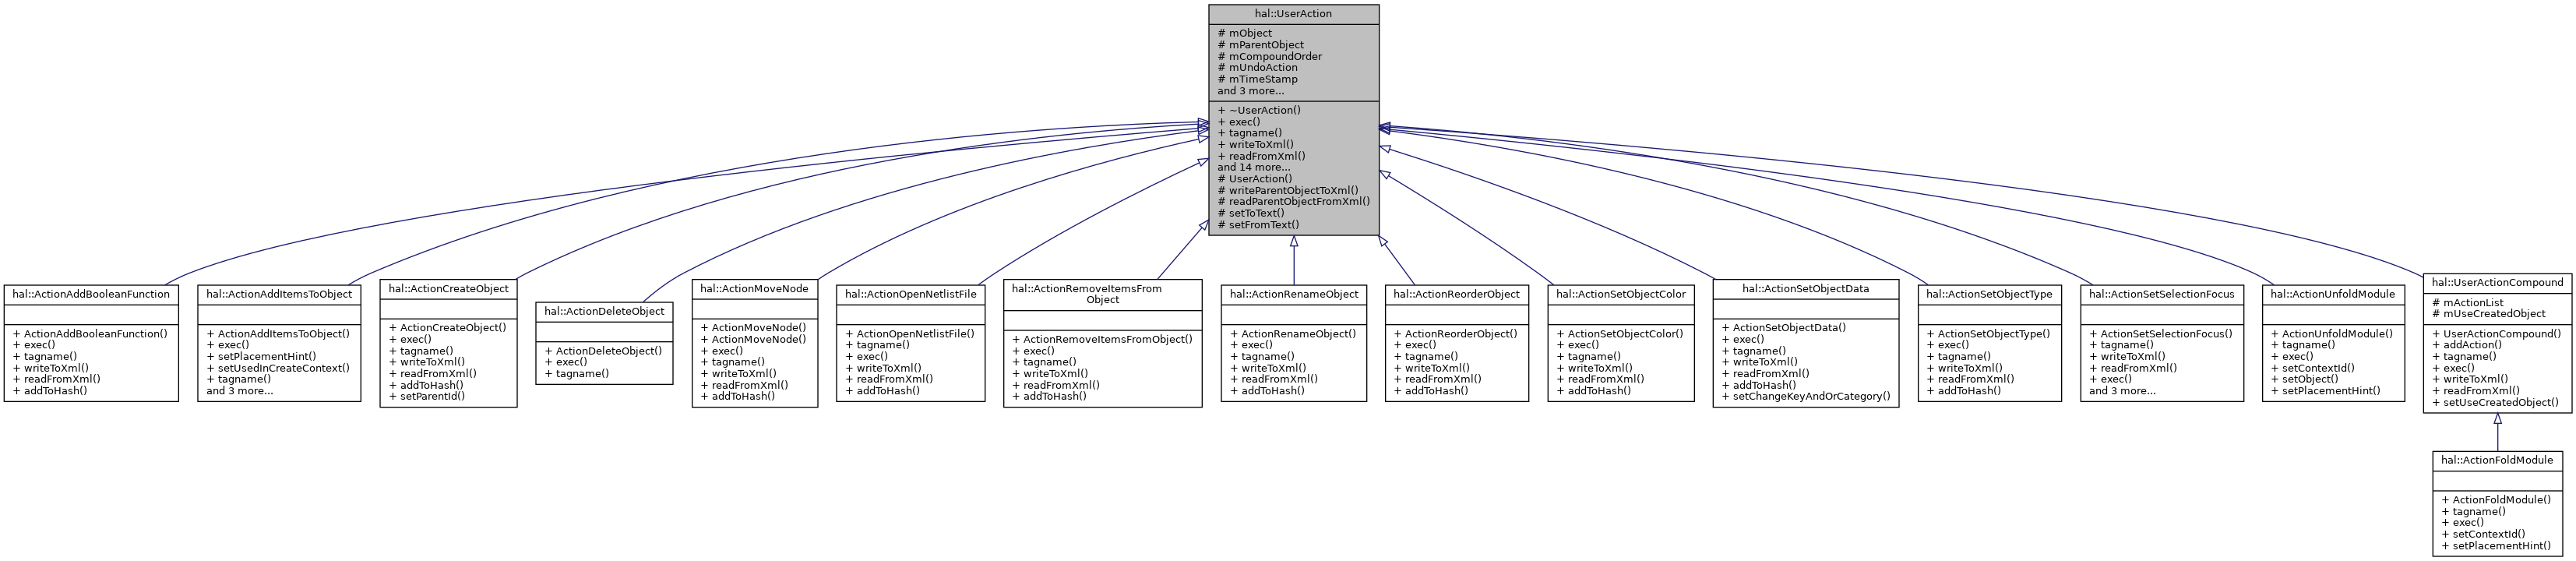 hal::UserAction
# mObject
# mParentObject
# mCompoundOrder
# mUndoAction
# mTimeStamp
and 3 more...
+ ~UserAction()
+ exec()
+ tagname()
+ writeToXml()
+ readFromXml()
and 14 more...
# UserAction()
# writeParentObjectToXml()
# readParentObjectFromXml()
# setToText()
# setFromText()
hal::ActionAddBooleanFunction
+ ActionAddBooleanFunction()
+ exec()
+ tagname()
+ writeToXml()
+ readFromXml()
+ addToHash()
hal::ActionAddItemsToObject
+ ActionAddItemsToObject()
+ exec()
+ setPlacementHint()
+ setUsedInCreateContext()
+ tagname()
and 3 more...
hal::ActionCreateObject
+ ActionCreateObject()
+ exec()
+ tagname()
+ writeToXml()
+ readFromXml()
+ addToHash()
+ setParentId()
hal::ActionDeleteObject
+ ActionDeleteObject()
+ exec()
+ tagname()
hal::ActionMoveNode
+ ActionMoveNode()
+ ActionMoveNode()
+ exec()
+ tagname()
+ writeToXml()
+ readFromXml()
+ addToHash()
hal::ActionOpenNetlistFile
+ ActionOpenNetlistFile()
+ tagname()
+ exec()
+ writeToXml()
+ readFromXml()
+ addToHash()
hal::ActionRemoveItemsFrom
Object
+ ActionRemoveItemsFromObject()
+ exec()
+ tagname()
+ writeToXml()
+ readFromXml()
+ addToHash()
hal::ActionRenameObject
+ ActionRenameObject()
+ exec()
+ tagname()
+ writeToXml()
+ readFromXml()
+ addToHash()
hal::ActionReorderObject
+ ActionReorderObject()
+ exec()
+ tagname()
+ writeToXml()
+ readFromXml()
+ addToHash()
hal::ActionSetObjectColor
+ ActionSetObjectColor()
+ exec()
+ tagname()
+ writeToXml()
+ readFromXml()
+ addToHash()
hal::ActionSetObjectData
+ ActionSetObjectData()
+ exec()
+ tagname()
+ writeToXml()
+ readFromXml()
+ addToHash()
+ setChangeKeyAndOrCategory()
hal::ActionSetObjectType
+ ActionSetObjectType()
+ exec()
+ tagname()
+ writeToXml()
+ readFromXml()
+ addToHash()
hal::ActionSetSelectionFocus
+ ActionSetSelectionFocus()
+ tagname()
+ writeToXml()
+ readFromXml()
+ exec()
and 3 more...
hal::ActionUnfoldModule
+ ActionUnfoldModule()
+ tagname()
+ exec()
+ setContextId()
+ setObject()
+ setPlacementHint()
hal::UserActionCompound
# mActionList
# mUseCreatedObject
+ UserActionCompound()
+ addAction()
+ tagname()
+ exec()
+ writeToXml()
+ readFromXml()
+ setUseCreatedObject()
hal::ActionFoldModule
+ ActionFoldModule()
+ tagname()
+ exec()
+ setContextId()
+ setPlacementHint()